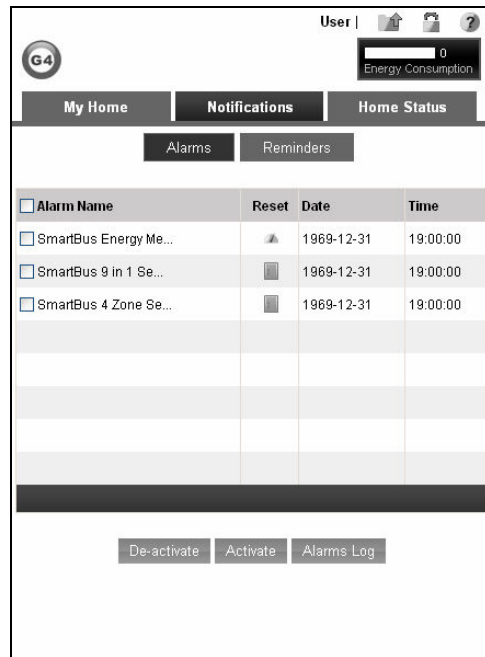 User |
?
G4
0
Energy Consumption
My Home Notifications Home Status
Alarms Reminders
Alarm Name Reset Date Time
SmartBus Energy Me... 1969-12-31 19:00:00
SmartBus 9 in 1 Se... 1969-12-31 19:00:00
SmartBus 4 Zone Se... 1969-12-31 19:00:00
De-activate Activate Alarms Log